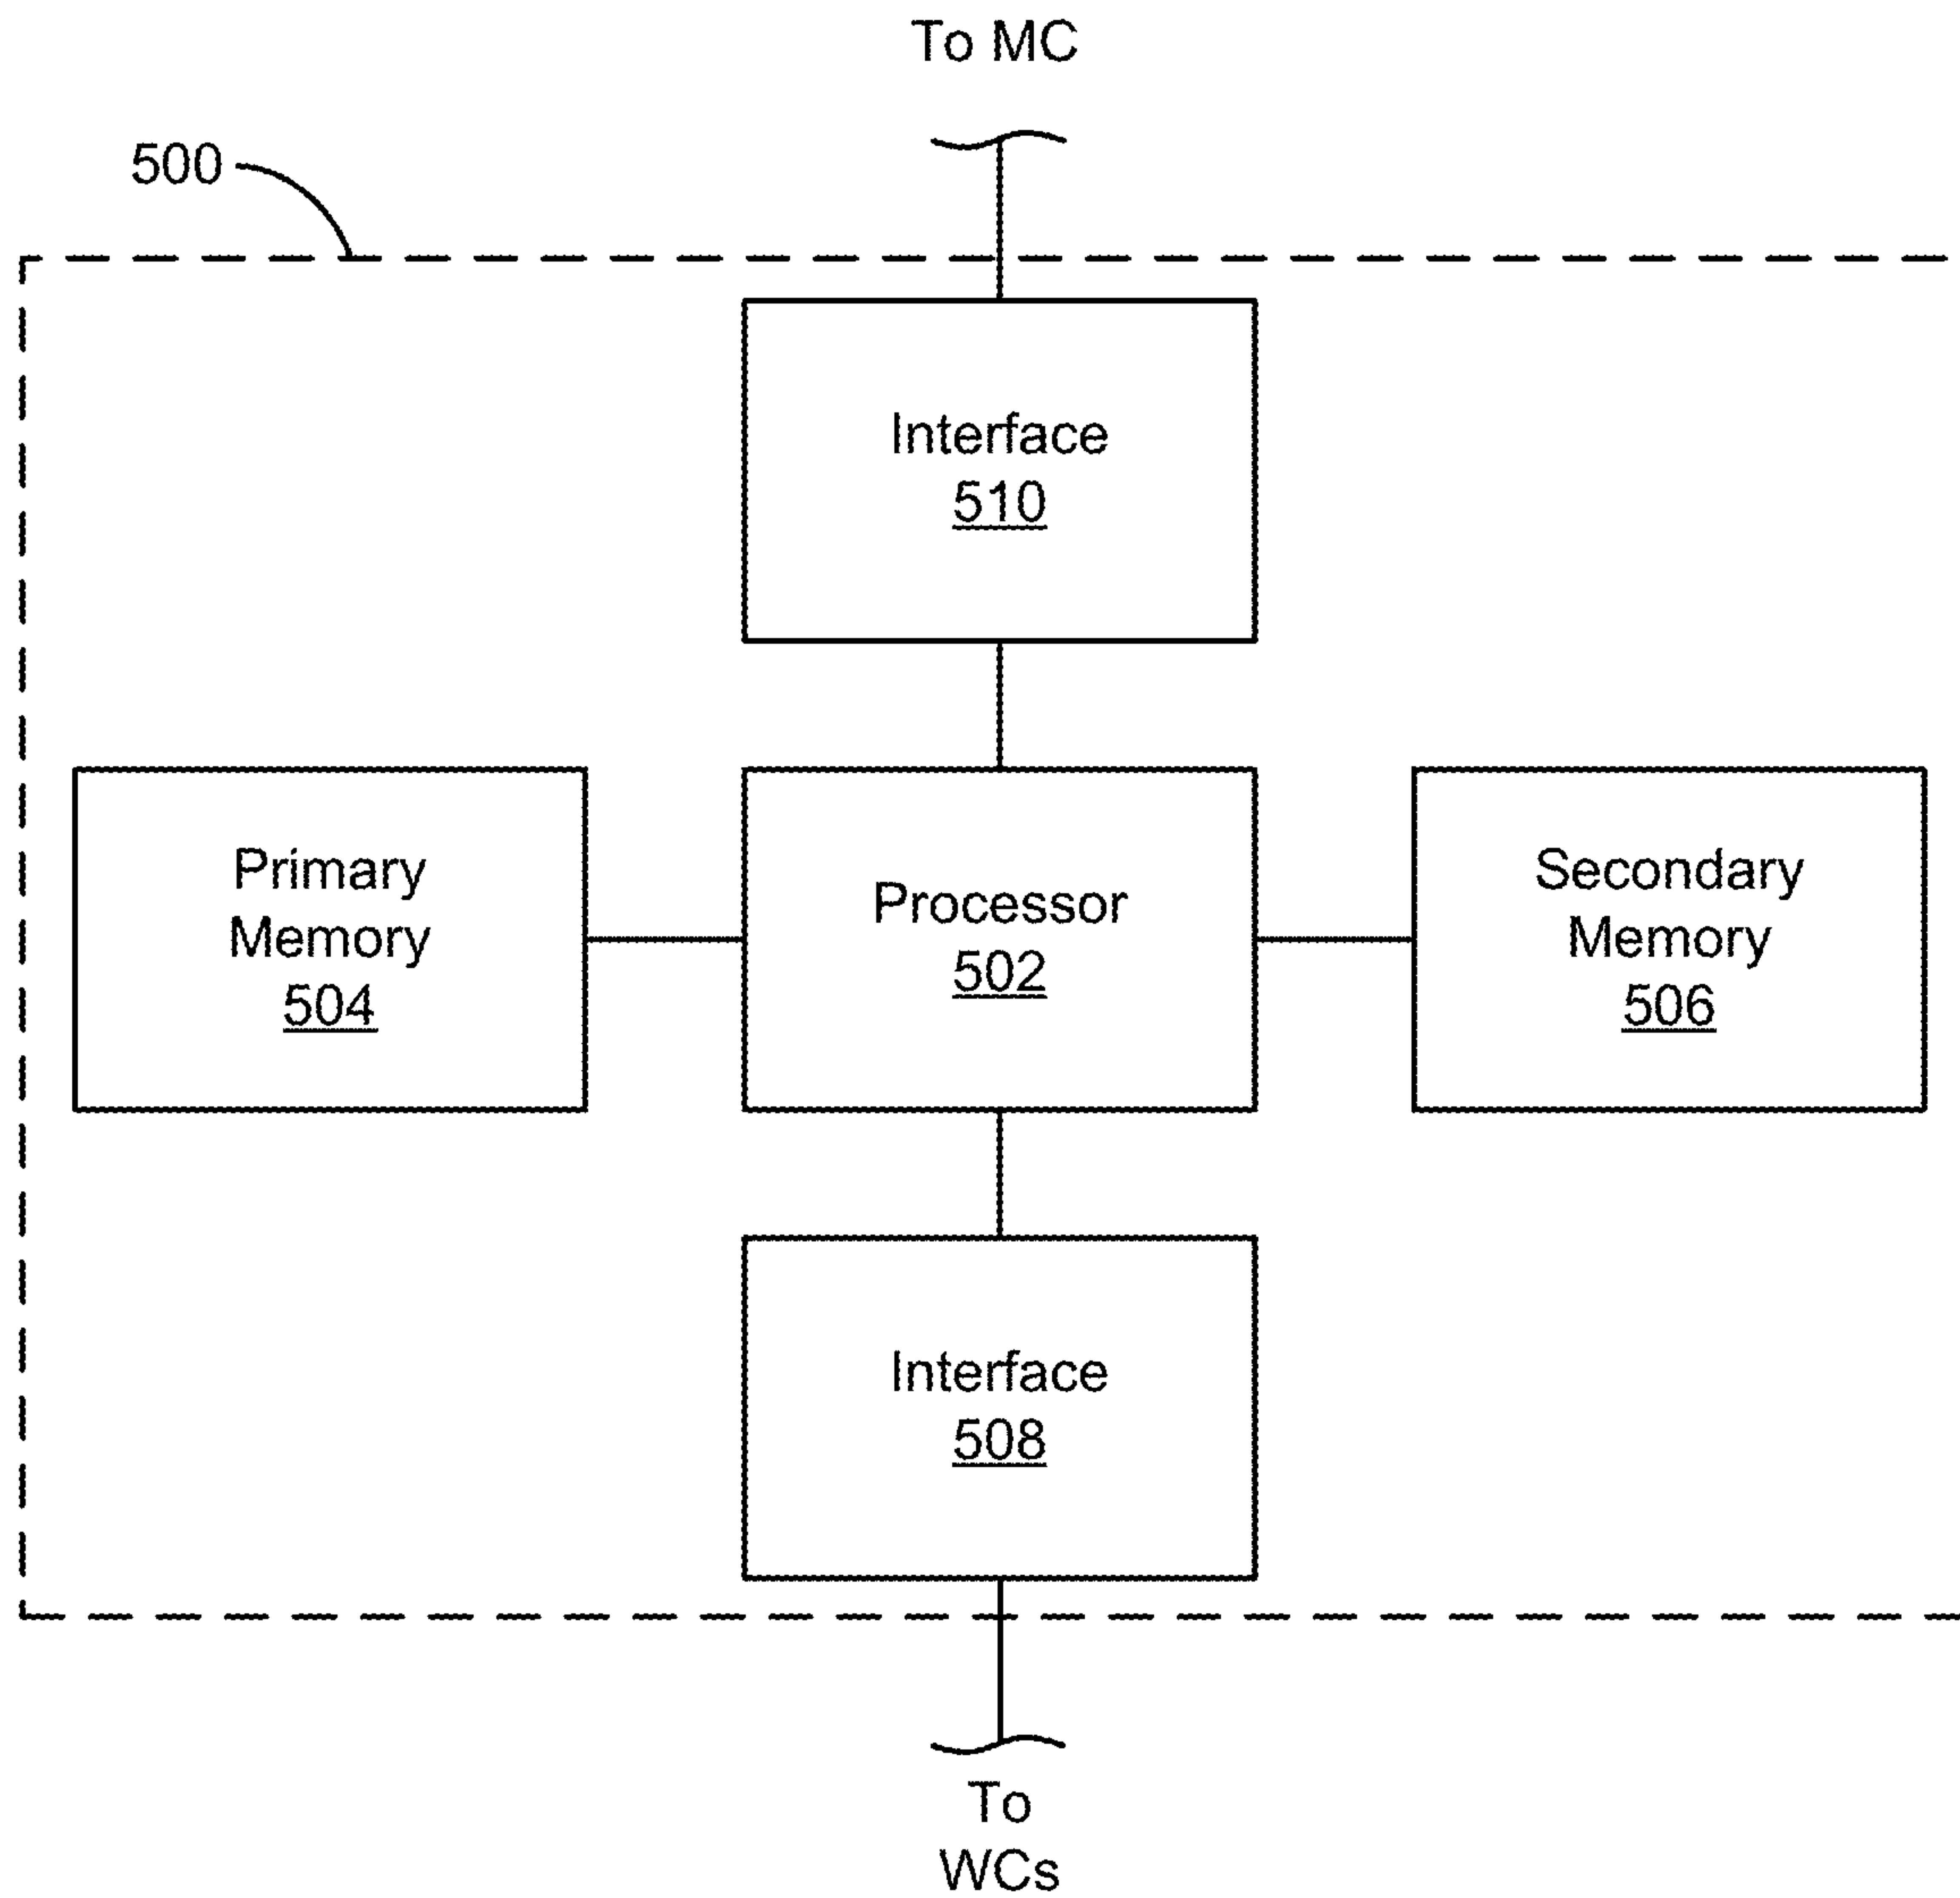 To MC
500
Interface
510
Primary
Memory
504
Processor
502
Secondary
Memory
506
Interface
508
To
WCs